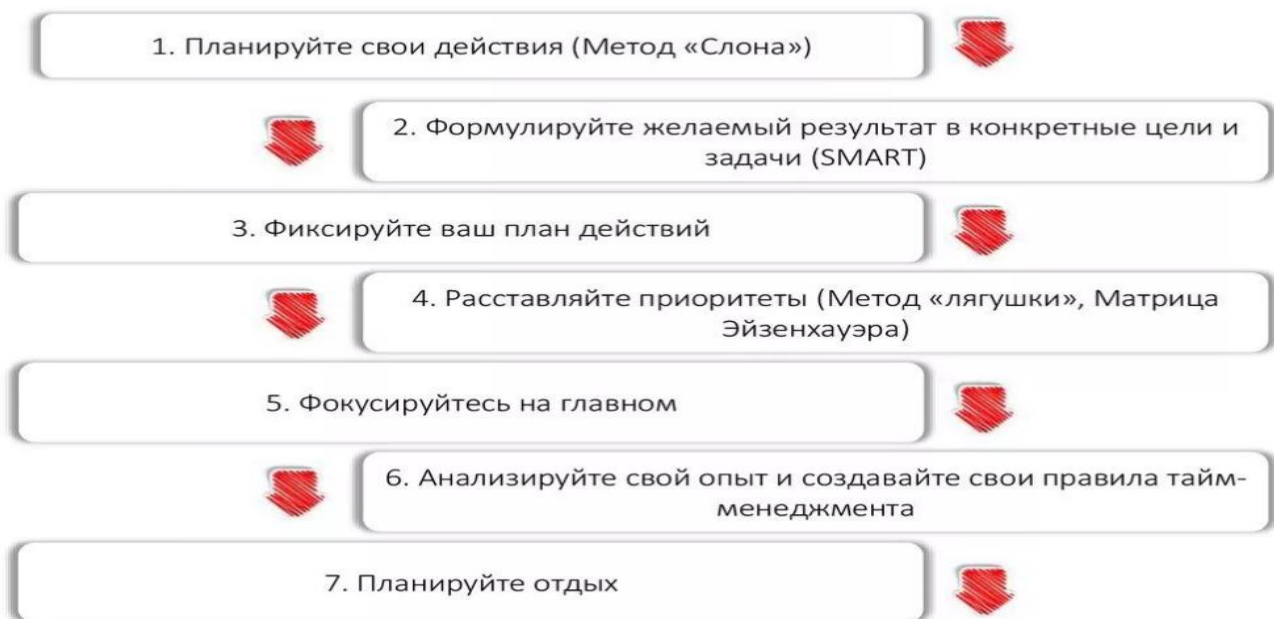 1. Планируйте свои действия (Метод «Слона»)
2. Формулируйте желаемый результат в конкретные цели и
задачи (SMART)
3. Фиксируйте ваш план действий
4. Расставляйте приоритеты (Метод «лягушки», Матрица
Эйзенхауэра)
5. Фокусируйтесь на главном
6. Анализируйте свой опыт и создавайте свои правила тайм-
менеджмента
7. Планируйте отдых